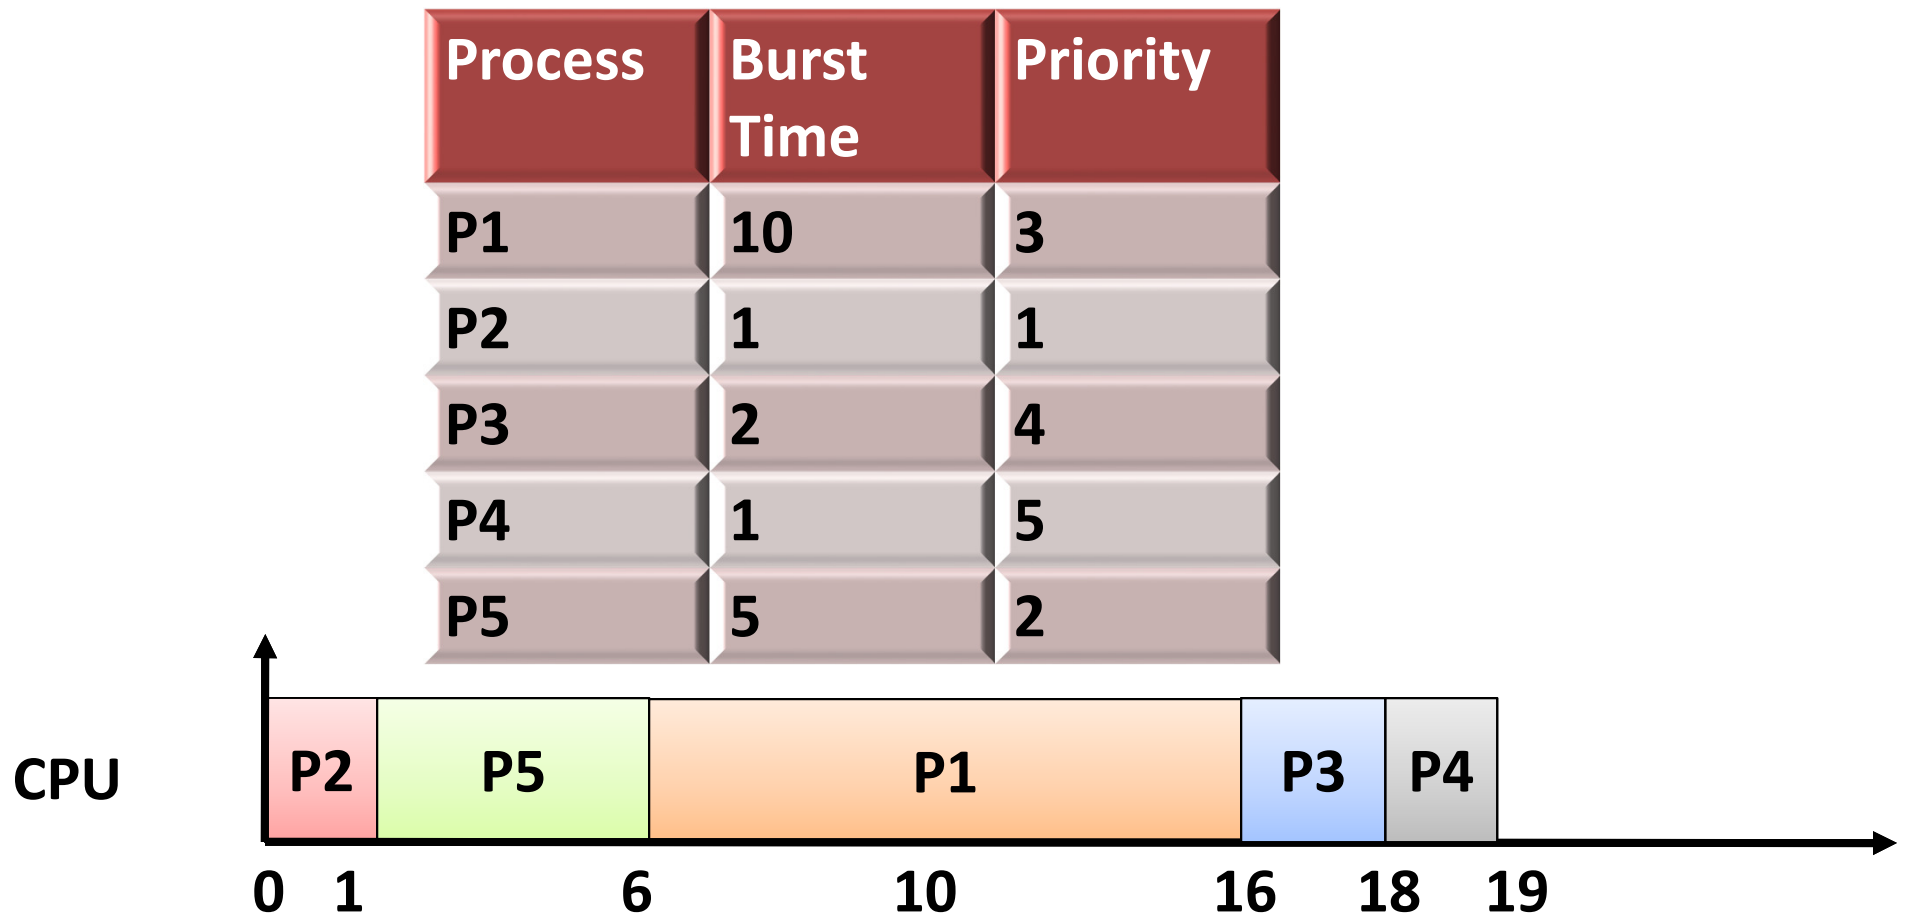 Process Burst Time Priority
P1 10 3
P2 1 1
P3 2 4
P4 1 5
P5 5 2
CPU P2 P5 P1 P3 P4
0 1 6 10 16 18 19